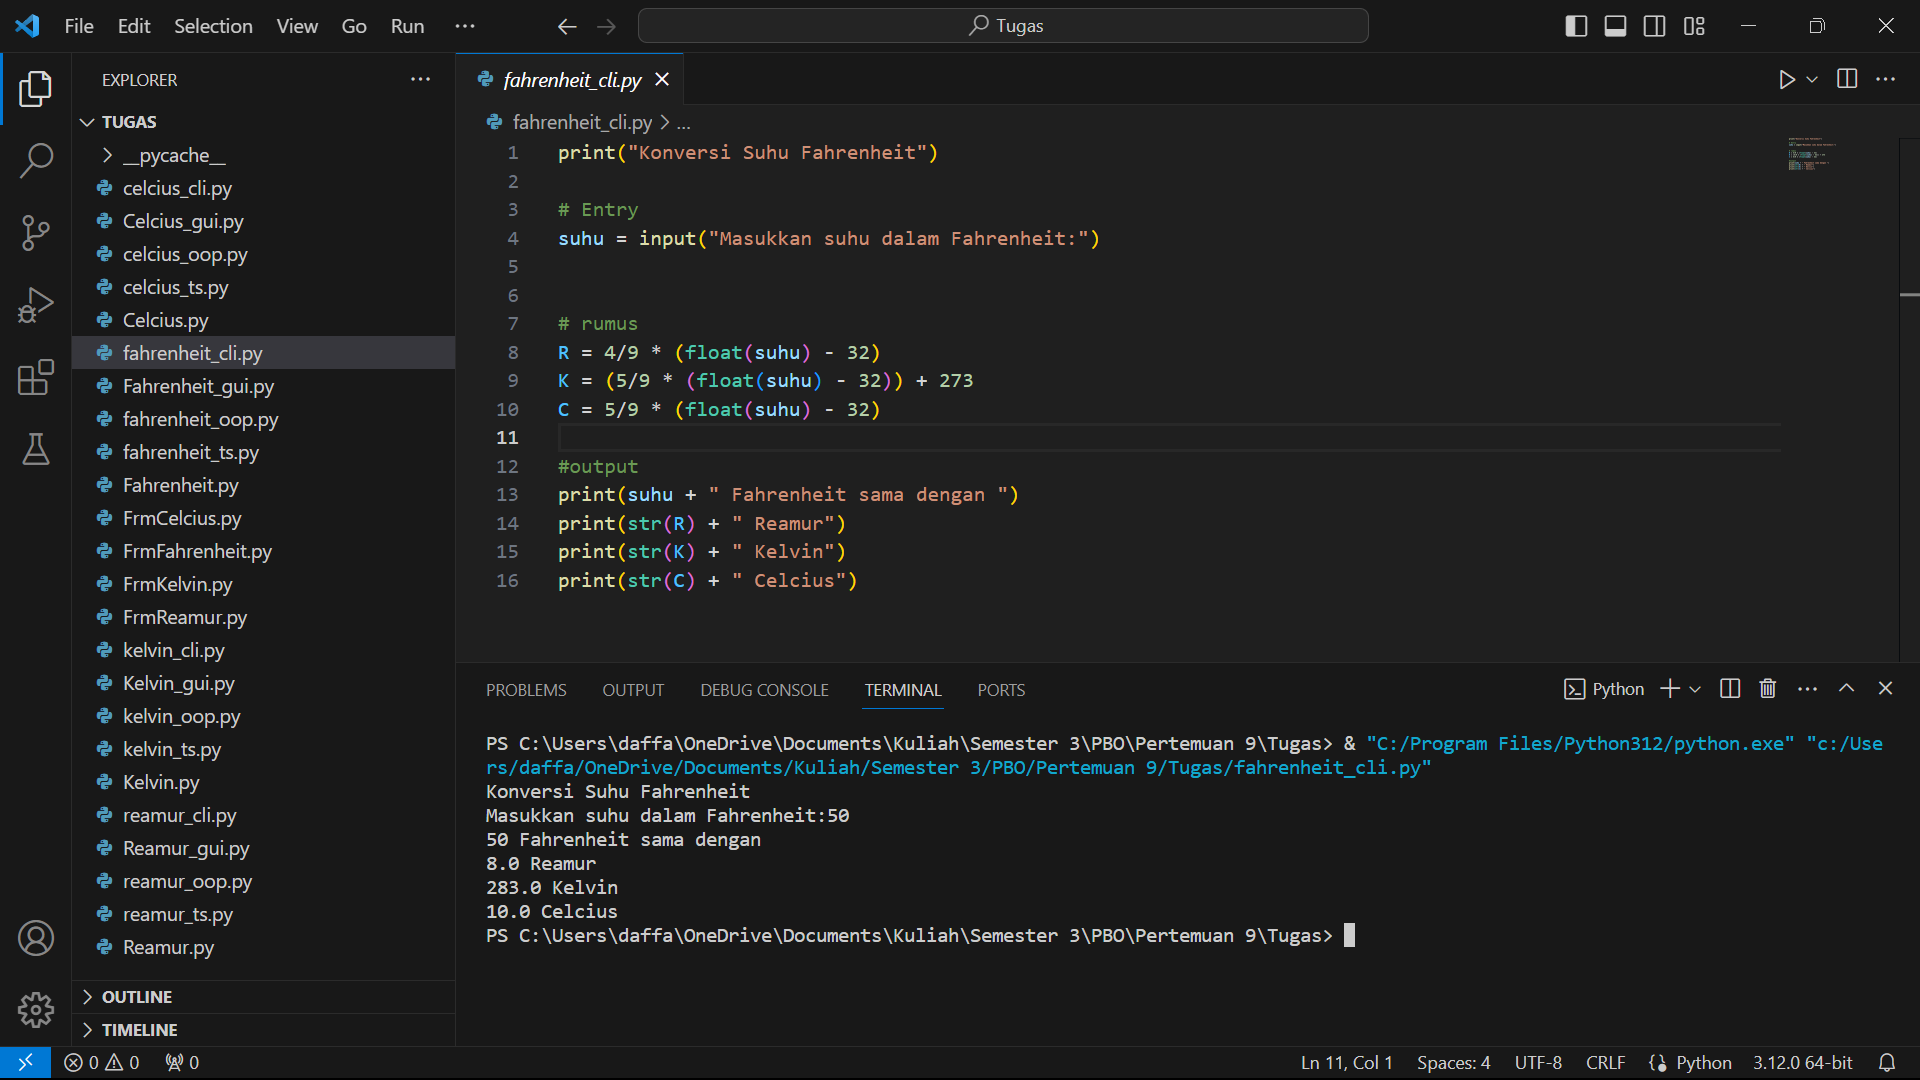 File Edit Selection View Go Run ···
Tugas
EXPLORER
TUGAS
__pycache__
celcius_cli.py
Celcius_gui.py
celcius_oop.py
celcius_ts.py
Celcius.py
fahrenheit_cli.py
Fahrenheit_gui.py
fahrenheit_oop.py
fahrenheit_ts.py
Fahrenheit.py
FrmCelcius.py
FrmFahrenheit.py
FrmKelvin.py
FrmReamur.py
kelvin_cli.py
Kelvin_gui.py
kelvin_oop.py
kelvin_ts.py
Kelvin.py
reamur_cli.py
Reamur_gui.py
reamur_oop.py
reamur_ts.py
Reamur.py
OUTLINE
TIMELINE
fahrenheit_cli.py
fahrenheit_cli.py > ...
1 print("Konversi Suhu Fahrenheit")
2
3 # Entry
4 suhu = input("Masukkan suhu dalam Fahrenheit:")
5
6
7 # rumus
8 R = 4/9 * (float(suhu) - 32)
9 K = (5/9 * (float(suhu) - 32)) + 273
10 C = 5/9 * (float(suhu) - 32)
11
12 #output
13 print(suhu + " Fahrenheit sama dengan ")
14 print(str(R) + " Reamur")
15 print(str(K) + " Kelvin")
16 print(str(C) + " Celcius")
PROBLEMS OUTPUT DEBUG CONSOLE TERMINAL PORTS
Python
PS C:\Users\daffa\OneDrive\Documents\Kuliah\Semester 3\PBO\Pertemuan 9\Tugas> & "C:/Program Files/Python312/python.exe" "c:/Use
rs/daffa/OneDrive/Documents/Kuliah/Semester 3/PBO/Pertemuan 9/Tugas/fahrenheit_cli.py"
Konversi Suhu Fahrenheit
Masukkan suhu dalam Fahrenheit:50
50 Fahrenheit sama dengan
8.0 Reamur
283.0 Kelvin
10.0 Celcius
PS C:\Users\daffa\OneDrive\Documents\Kuliah\Semester 3\PBO\Pertemuan 9\Tugas>
0 0 0
Ln 11, Col 1 Spaces: 4 UTF-8 CRLF Python 3.12.0 64-bit